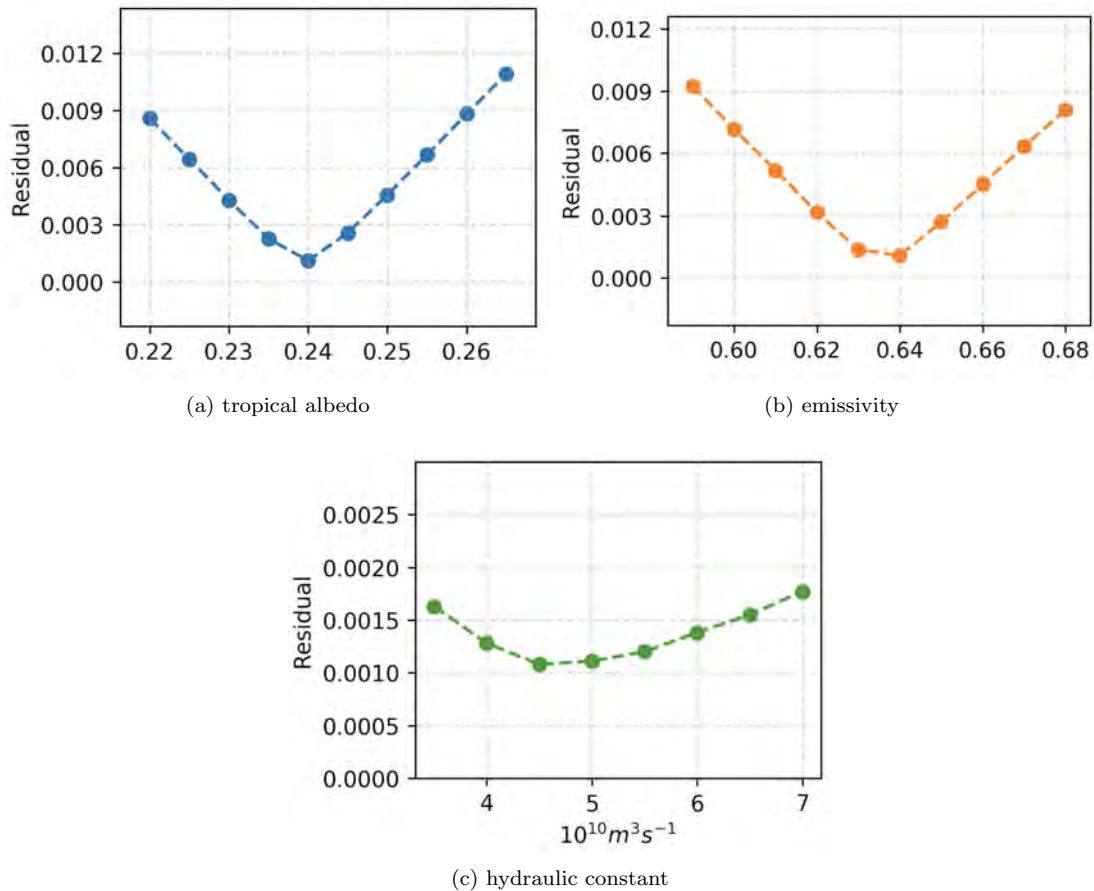 0.012
0.009
0.006
0.003
0.000
Residual
0.22 0.23 0.24 0.25 0.26
(a) tropical albedo
0.012
0.009
0.006
0.003
0.000
Residual
0.60 0.62 0.64 0.66 0.68
(b) emissivity
0.0025
0.0020
0.0015
0.0010
0.0005
0.0000
Residual
4 5 6 7
10¹⁰m³s⁻¹
(c) hydraulic constant